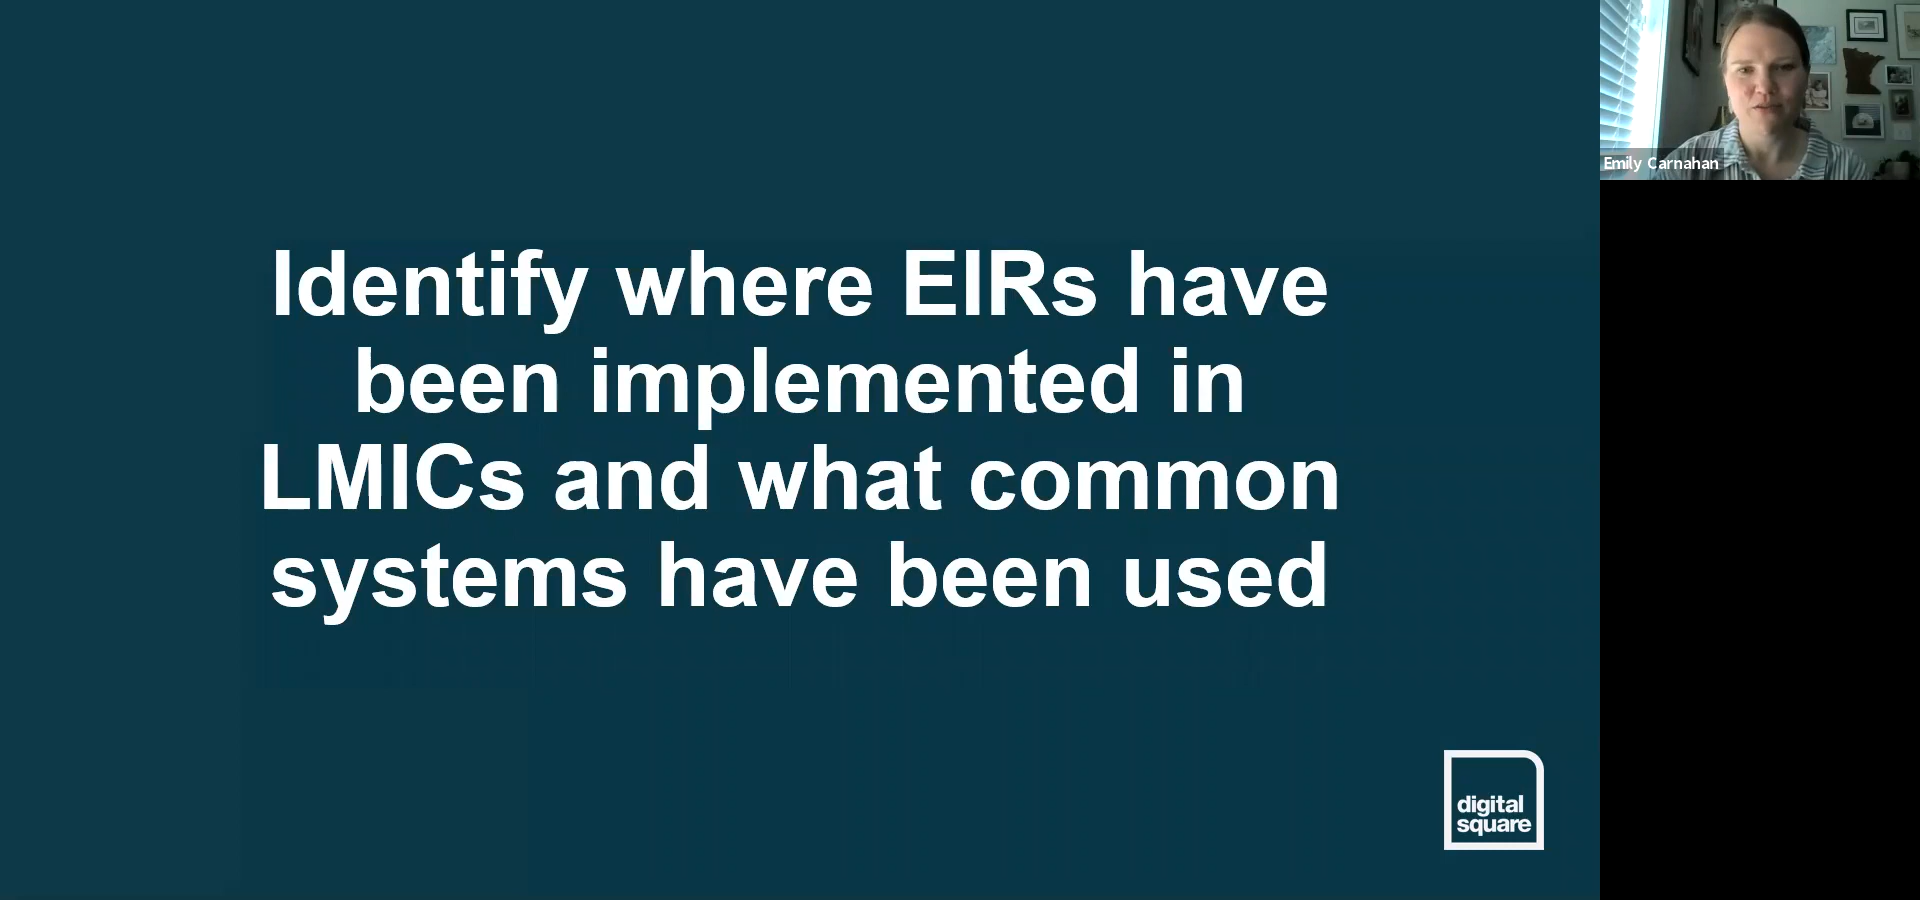 Identify where EIRs have
been implemented in
LMICs and what common
systems have been used
digital
square
Emily Carnahan